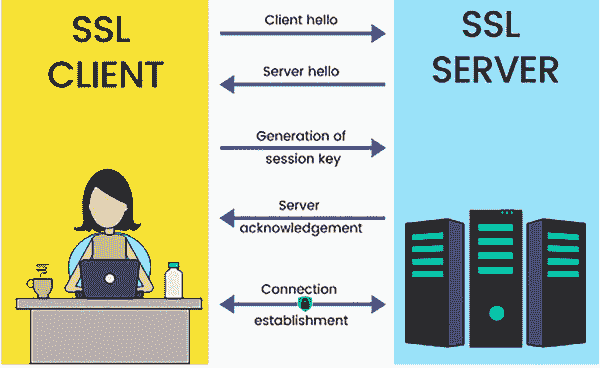 SSL
CLIENT
Client hello
Server hello
Generation of
session key
Server
acknowledgement
Connection
establishment
SSL
SERVER